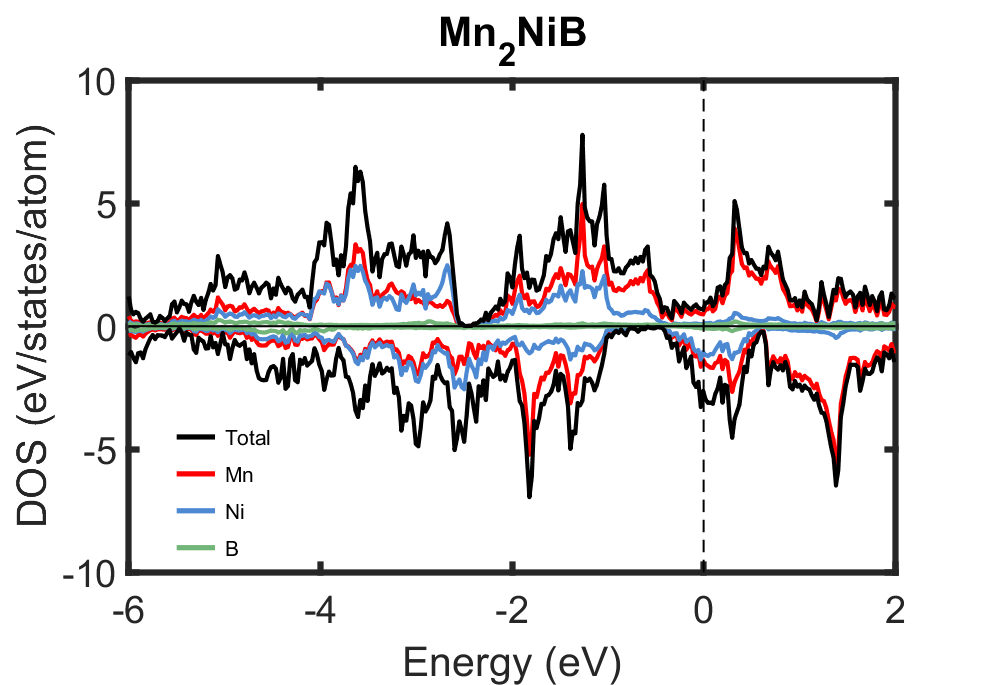 Mn₂NiB
DOS (eV/states/atom)
10
5
0
-5
-10
Total
Mn
Ni
B
-6 -4 -2 0 2
Energy (eV)